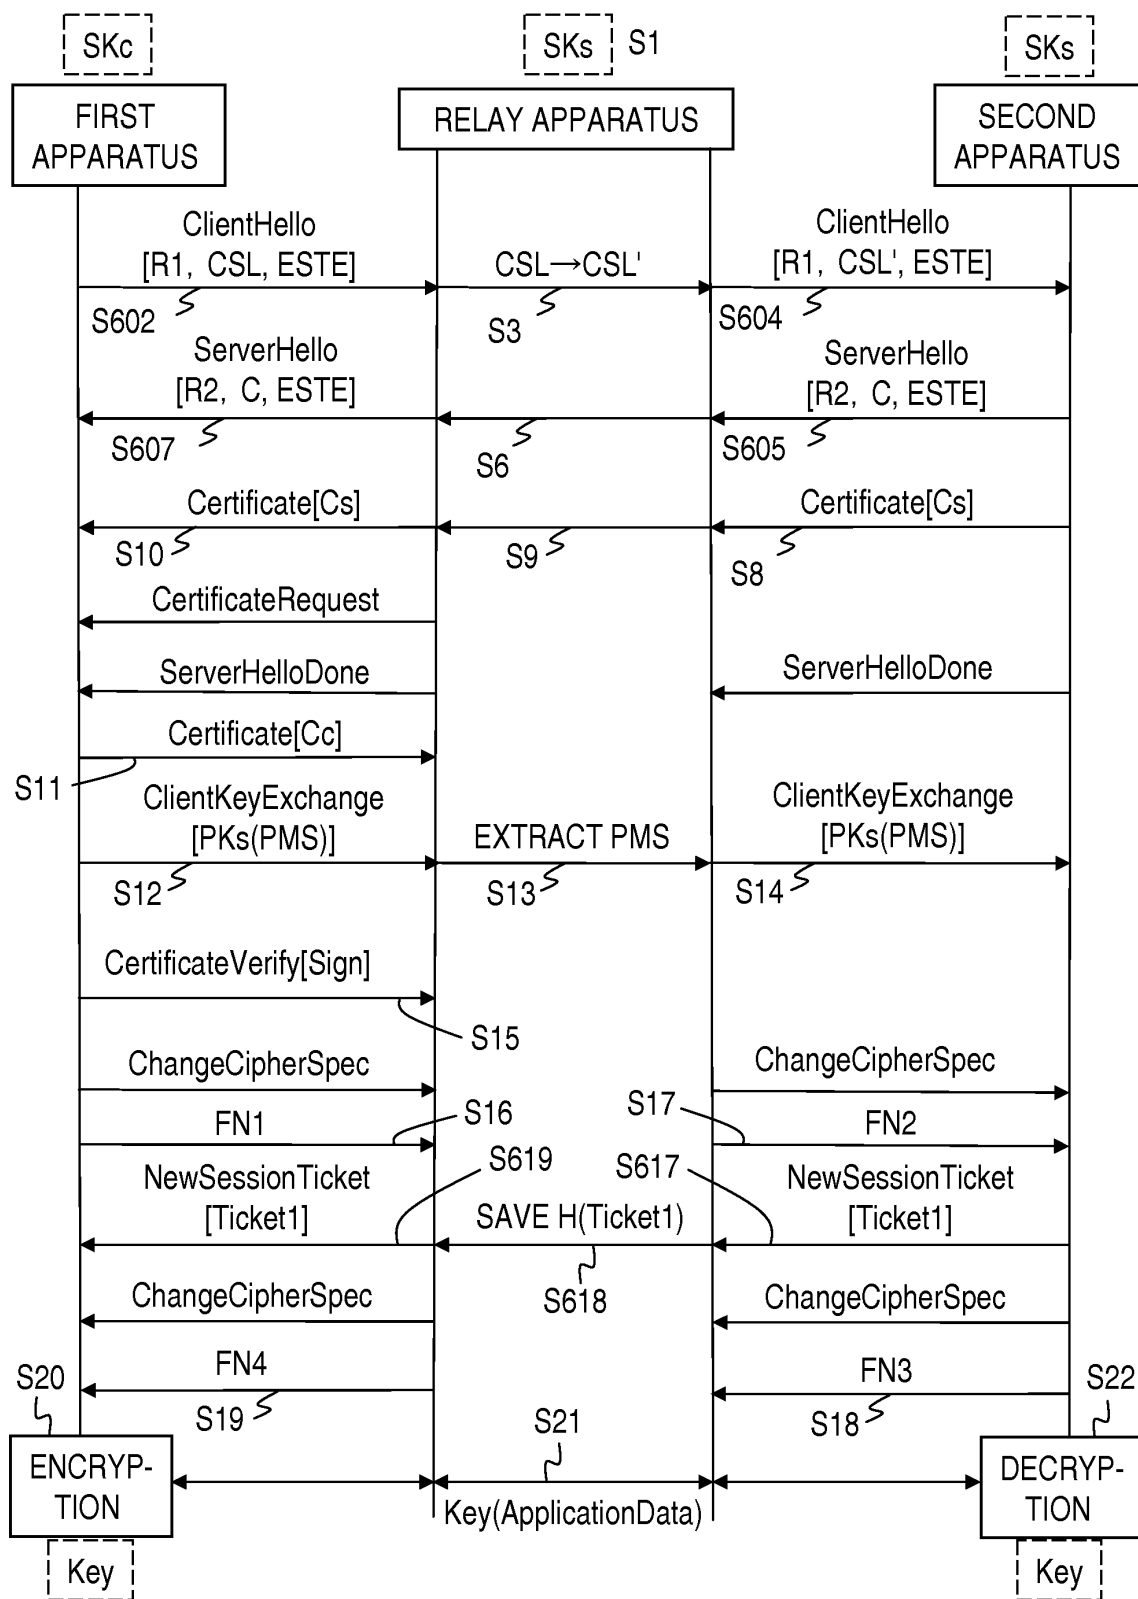 SKc
SKs
S1
SKs
FIRST
APPARATUS
RELAY APPARATUS
SECOND
APPARATUS
ClientHello
[R1, CSL, ESTE]
CSL→CSL'
ClientHello
[R1, CSL', ESTE]
S602
S3
S604
ServerHello
[R2, C, ESTE]
ServerHello
[R2, C, ESTE]
S607
S6
S605
Certificate[Cs]
Certificate[Cs]
S10
S9
S8
CertificateRequest
ServerHelloDone
ServerHelloDone
Certificate[Cc]
S11
ClientKeyExchange
[PKs(PMS)]
EXTRACT PMS
ClientKeyExchange
[PKs(PMS)]
S12
S13
S14
CertificateVerify[Sign]
S15
ChangeCipherSpec
ChangeCipherSpec
FN1
S16
S17
FN2
S619
S617
NewSessionTicket
[Ticket1]
SAVE H(Ticket1)
NewSessionTicket
[Ticket1]
S618
ChangeCipherSpec
ChangeCipherSpec
S20
FN4
FN3
S22
S19
S21
S18
ENCRYP-
TION
Key(ApplicationData)
DECRYP-
TION
Key
Key